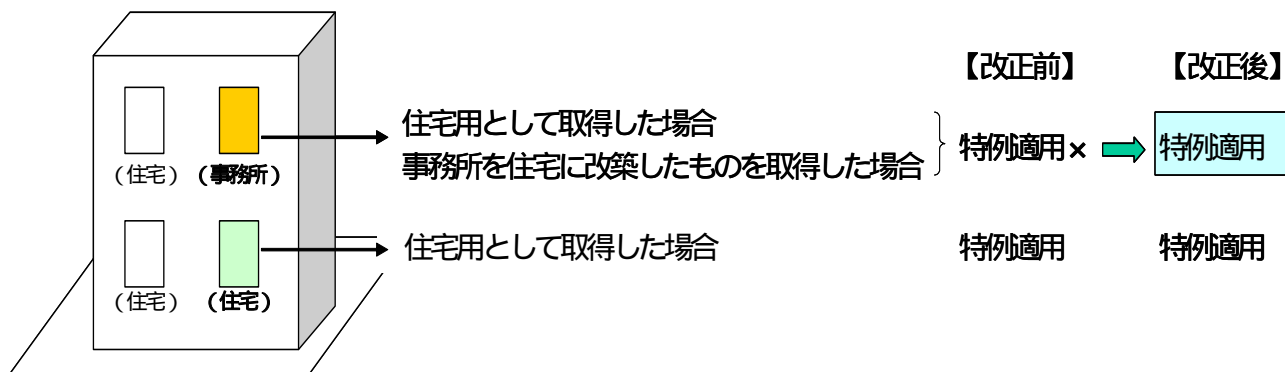 【改正前】 【改正後】
住宅用として取得した場合
事務所を住宅に改築したものを取得した場合
特例適用× 特例適用
(住宅) (事務所)
住宅用として取得した場合 特例適用 特例適用
(住宅) (住宅)